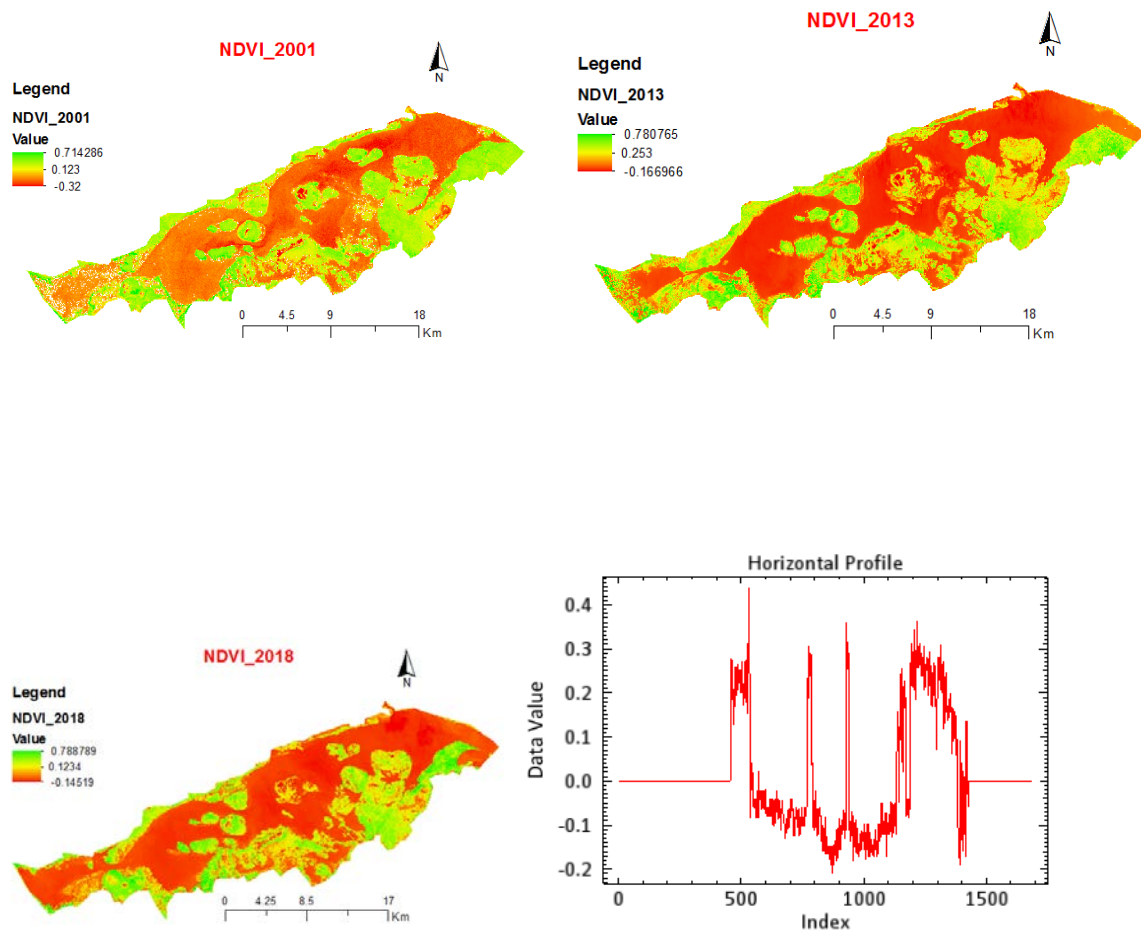 NDVI_2001
N
Legend
NDVI_2001
Value
0.714286
0.123
-0.32
0 4.5 9 18
Km
NDVI_2013
N
Legend
NDVI_2013
Value
0.780765
0.253
-0.166966
0 4.5 9 18
Km
NDVI_2018
N
Legend
NDVI_2018
Value
0.788789
0.1234
-0.14519
0 4.25 8.5 17
Km
Horizontal Profile
Data Value
0.4
0.3
0.2
0.1
0.0
-0.1
-0.2
0 500 1000 1500
Index